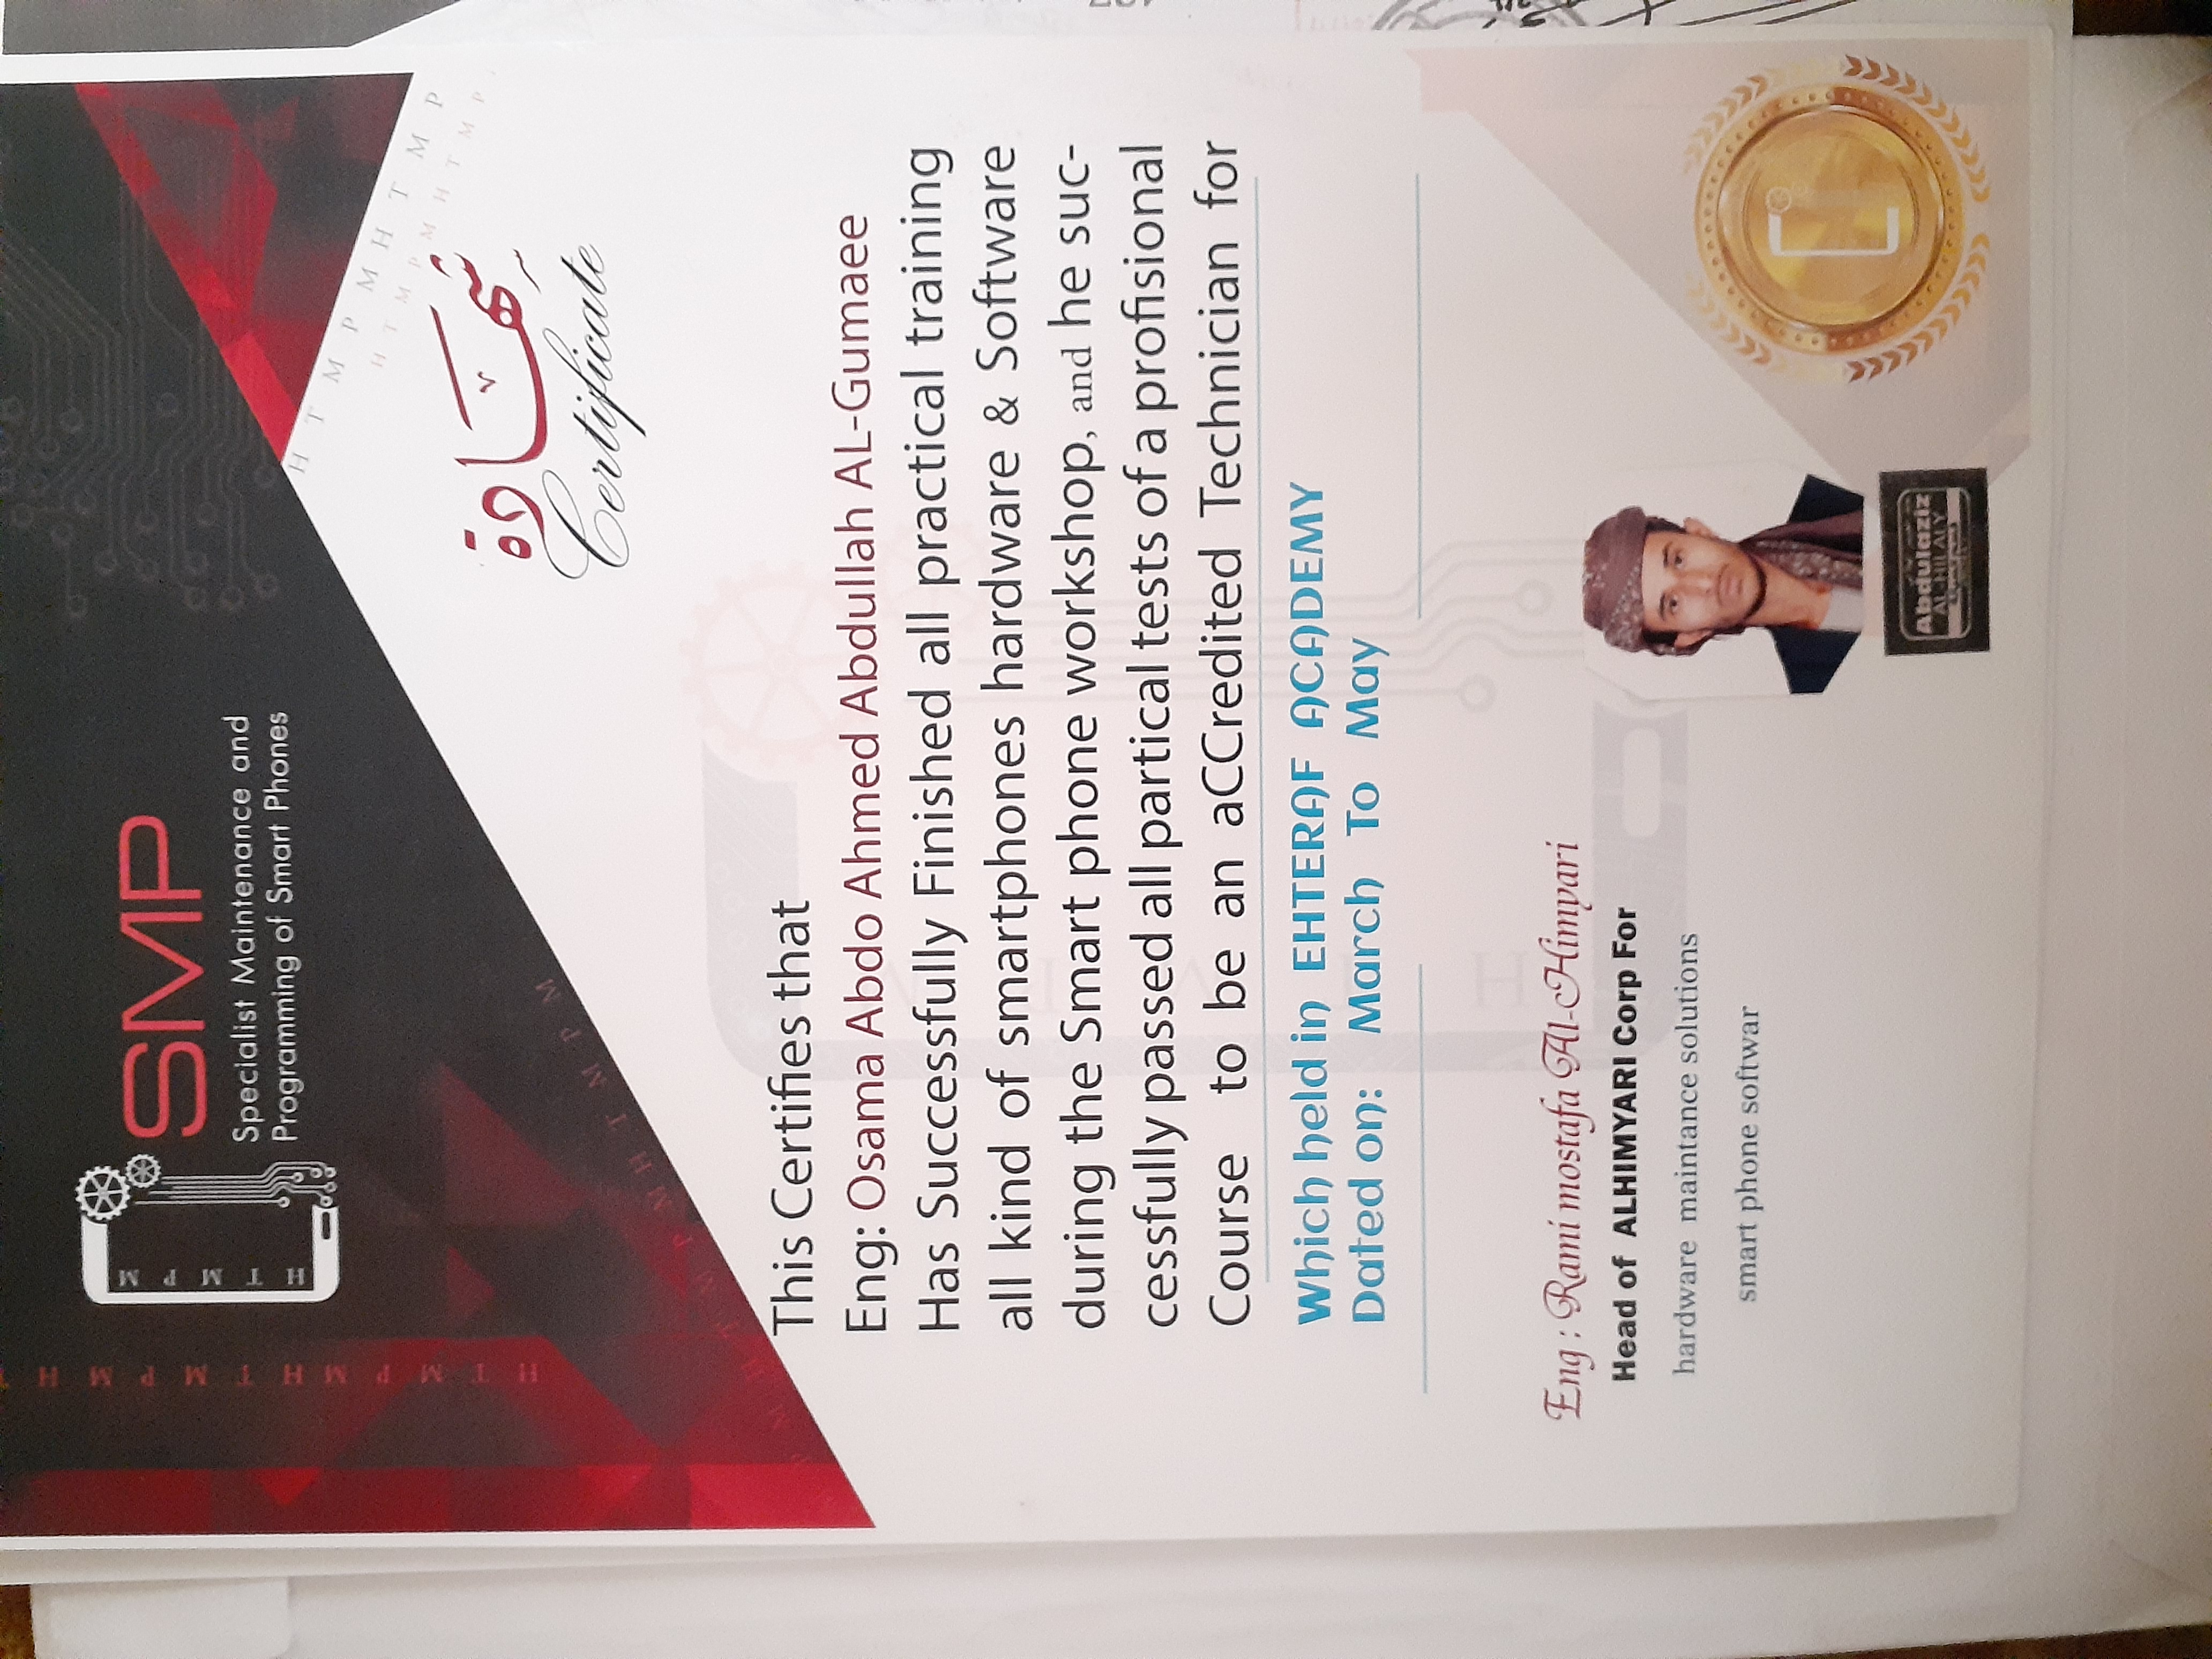 H T M P M H T M P M H
H T M P M
SMP
Specialist Maintenance and
Programming of Smart Phones
H T M P M H T M P
H T M P M H T M P
شهادة
Certificate
P M H T M P M H T M P M
This Certifies that
Eng: Osama Abdo Ahmed Abdullah AL-Gumaee
Has Successfully Finished all practical training
all kind of smartphones hardware & Software
during the Smart phone workshop, and he suc-
cessfully passed all partical tests of a profisional
Course to be an aCCredited Technician for
Which held in EHTERAF ACADEMY
Dated on: March To May
Eng : Rami mostafa Al-Himyari
Head of ALHIMYARI Corp For
hardware maintance solutions
smart phone softwar
Abdulaziz
AL-HILALY